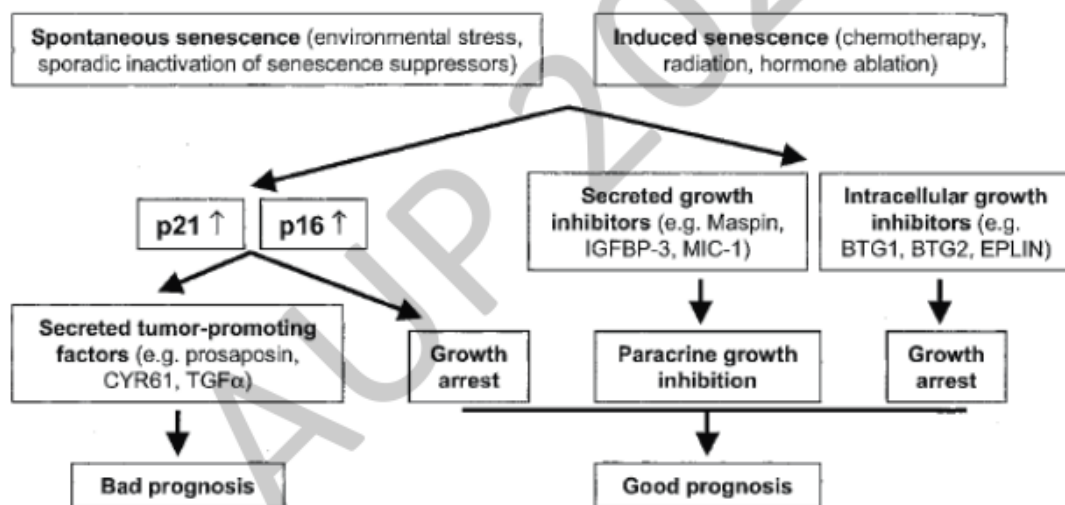 Spontaneous senescence (environmental stress,
sporadic inactivation of senescence suppressors)
Induced senescence (chemotherapy,
radiation, hormone ablation)
p21 ↑
p16 ↑
Secreted growth
inhibitors (e.g. Maspin,
IGFBP-3, MIC-1)
Intracellular growth
inhibitors (e.g.
BTG1, BTG2, EPLIN)
Secreted tumor-promoting
factors (e.g. prosaposin,
CYR61, TGFα)
Growth
arrest
Paracrine growth
inhibition
Growth
arrest
Bad prognosis
Good prognosis